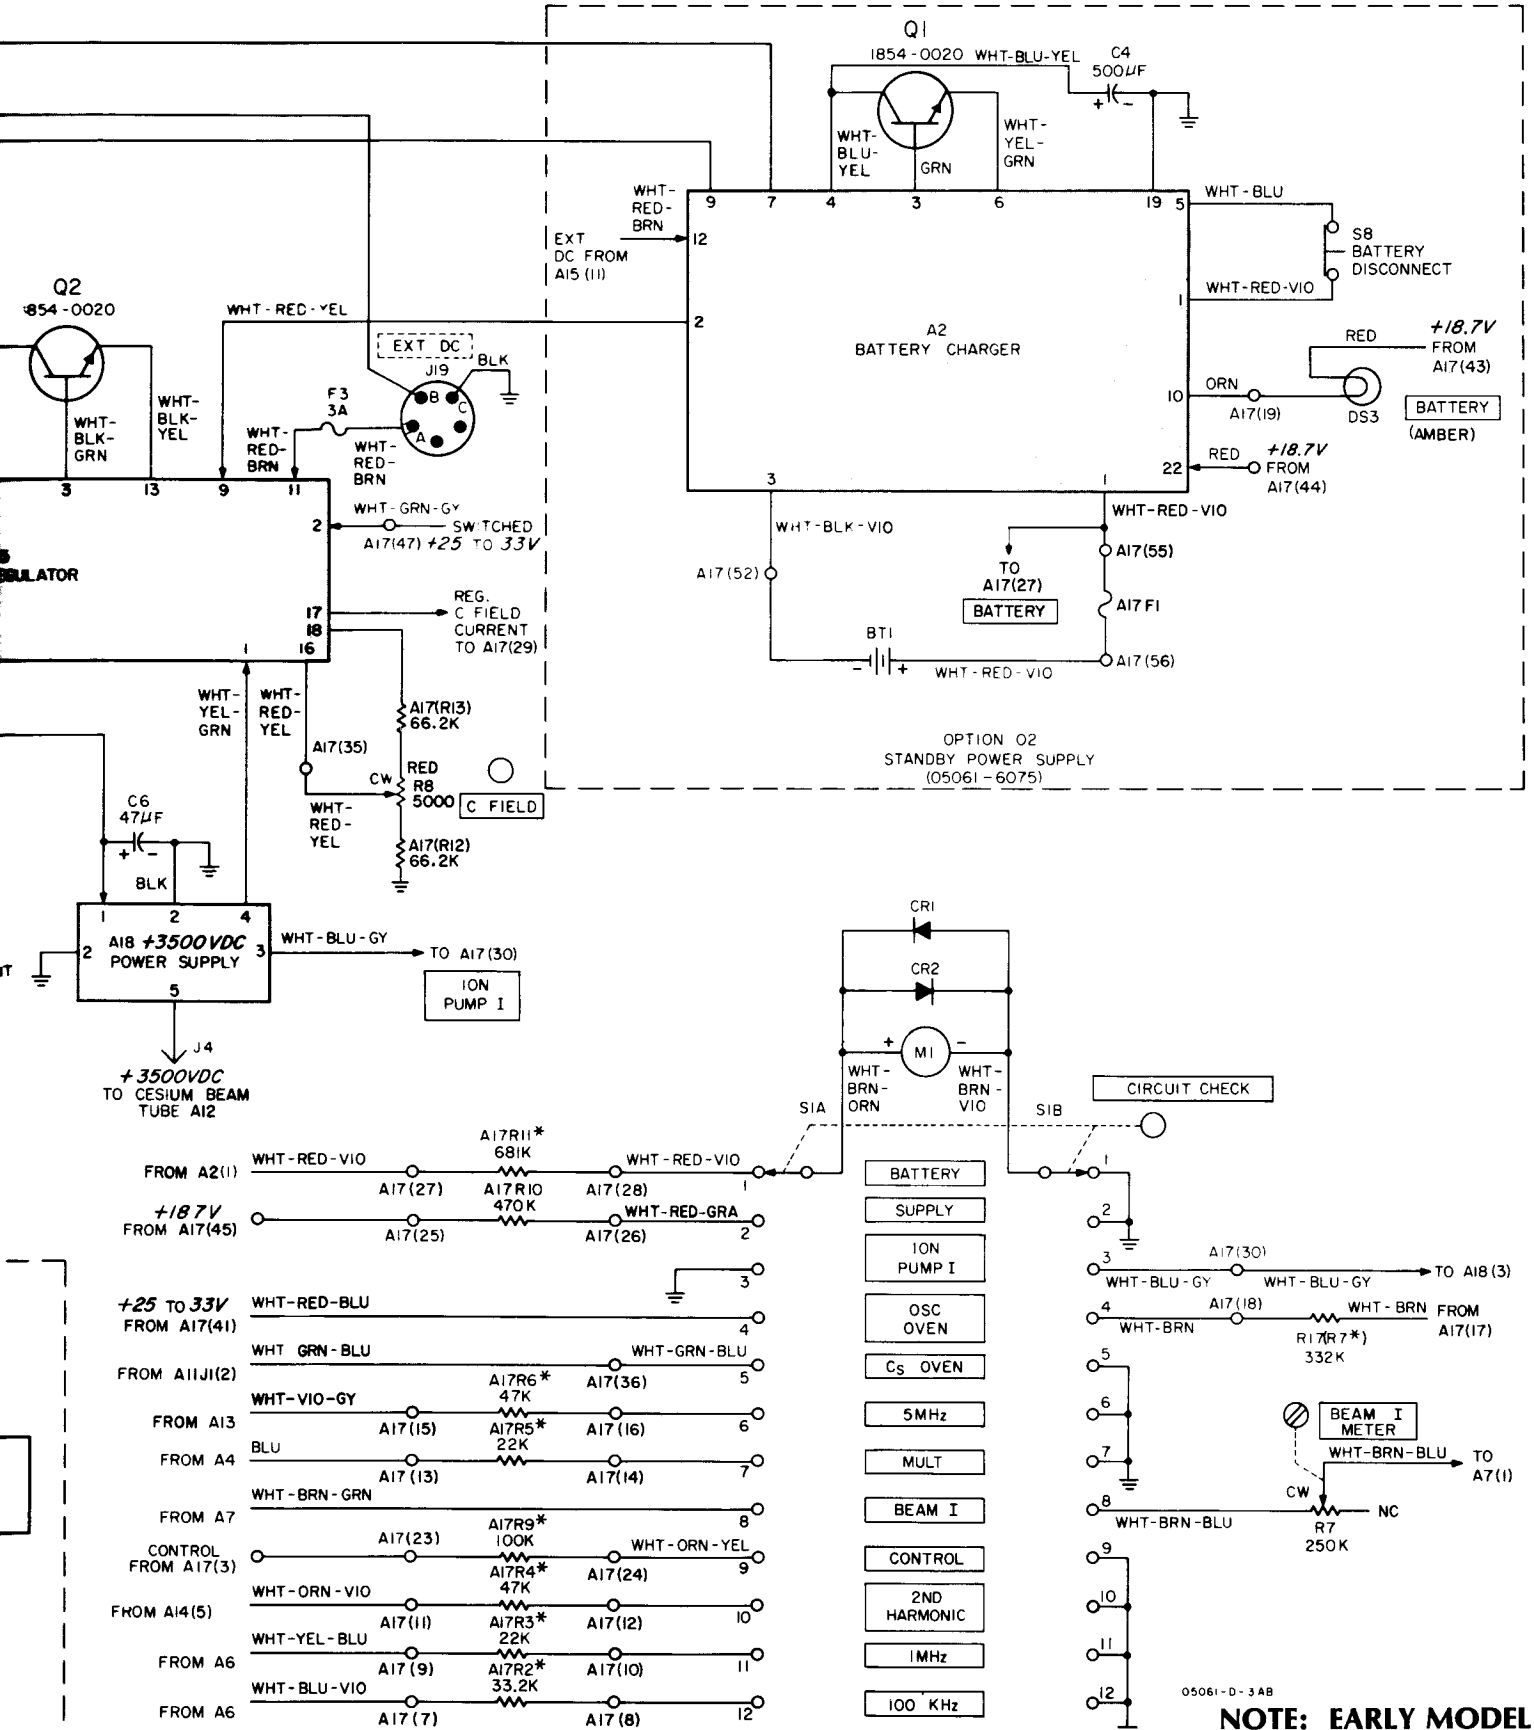 Q1
1854-0020 WHT-BLU-YEL
C4
500µF
+ -
WHT-
BLU-
YEL
GRN
WHT-
YEL-
GRN
WHT-
RED-
BRN
EXT
DC FROM
A15 (11)
9 7 4 3 6 19 5
12
2
WHT-BLU
S8
BATTERY
DISCONNECT
WHT-RED-VIO
1
A2
BATTERY CHARGER
+18.7V
FROM
A17(43)
RED
ORN
10
A17(19)
DS3
BATTERY
(AMBER)
22
RED
+18.7V
FROM
A17(44)
3
1
WHT-BLK-VIO
WHT-RED-VIO
A17(52)
TO
A17(27)
BATTERY
A17(55)
A17F1
A17(56)
BT1
- +
WHT-RED-VIO
OPTION 02
STANDBY POWER SUPPLY
(05061-6075)
Q2
854-0020
WHT-RED-YEL
EXT DC
J19
BLK
B
C
A
F3
3A
WHT-
BLK-
GRN
WHT-
BLK-
YEL
WHT-
RED-
BRN
WHT-
RED-
BRN
3 13 9 11
2
WHT-GRN-GY
SWITCHED
A17(47) +25 TO 33V
ULATOR
17
18
16
1
REG.
C FIELD
CURRENT
TO A17(29)
WHT-
YEL-
GRN
WHT-
RED-
YEL
A17(R13)
66.2K
A17(35)
CW
RED
R8
5000
C FIELD
WHT-
RED-
YEL
A17(R12)
66.2K
C6
47µF
+ -
BLK
1 2 4
2
A18 +3500VDC
POWER SUPPLY
3
5
WHT-BLU-GY
TO A17(30)
ION
PUMP I
J4
+3500VDC
TO CESIUM BEAM
TUBE A12
CR1
CR2
+ M1 -
WHT-
BRN-
ORN
WHT-
BRN-
VIO
S1A
S1B
CIRCUIT CHECK
FROM A2(1)
WHT-RED-VIO
A17(27)
A17R11*
681K
A17(28)
WHT-RED-VIO
1
BATTERY
1
+18.7V
FROM A17(45)
A17(25)
A17R10
470K
A17(26)
WHT-RED-GRA
2
SUPPLY
2
3
ION
PUMP I
3
WHT-BLU-GY
A17(30)
WHT-BLU-GY
TO A18(3)
+25 TO 33V
FROM A17(41)
WHT-RED-BLU
4
OSC
OVEN
4
WHT-BRN
A17(18)
R17(R7*)
332K
WHT-BRN FROM
A17(17)
FROM A11J1(2)
WHT GRN-BLU
A17(36)
WHT-GRN-BLU
5
Cs OVEN
5
FROM A13
WHT-VIO-GY
A17(15)
A17R6*
47K
A17(16)
6
5MHz
6
FROM A4
BLU
A17(13)
A17R5*
22K
A17(14)
7
MULT
7
BEAM I
METER
WHT-BRN-BLU
TO
A7(1)
FROM A7
WHT-BRN-GRN
8
BEAM I
8
WHT-BRN-BLU
CW
R7
250K
NC
CONTROL
FROM A17(3)
A17(23)
A17R9*
100K
A17(24)
WHT-ORN-YEL
9
CONTROL
9
FROM A14(5)
WHT-ORN-VIO
A17(11)
A17R4*
47K
A17(12)
10
2ND
HARMONIC
10
FROM A6
WHT-YEL-BLU
A17(9)
A17R3*
22K
A17(10)
11
1MHz
11
FROM A6
WHT-BLU-VIO
A17(7)
A17R2*
33.2K
A17(8)
12
100 KHz
12
05061-D-3AB
NOTE: EARLY MODEL